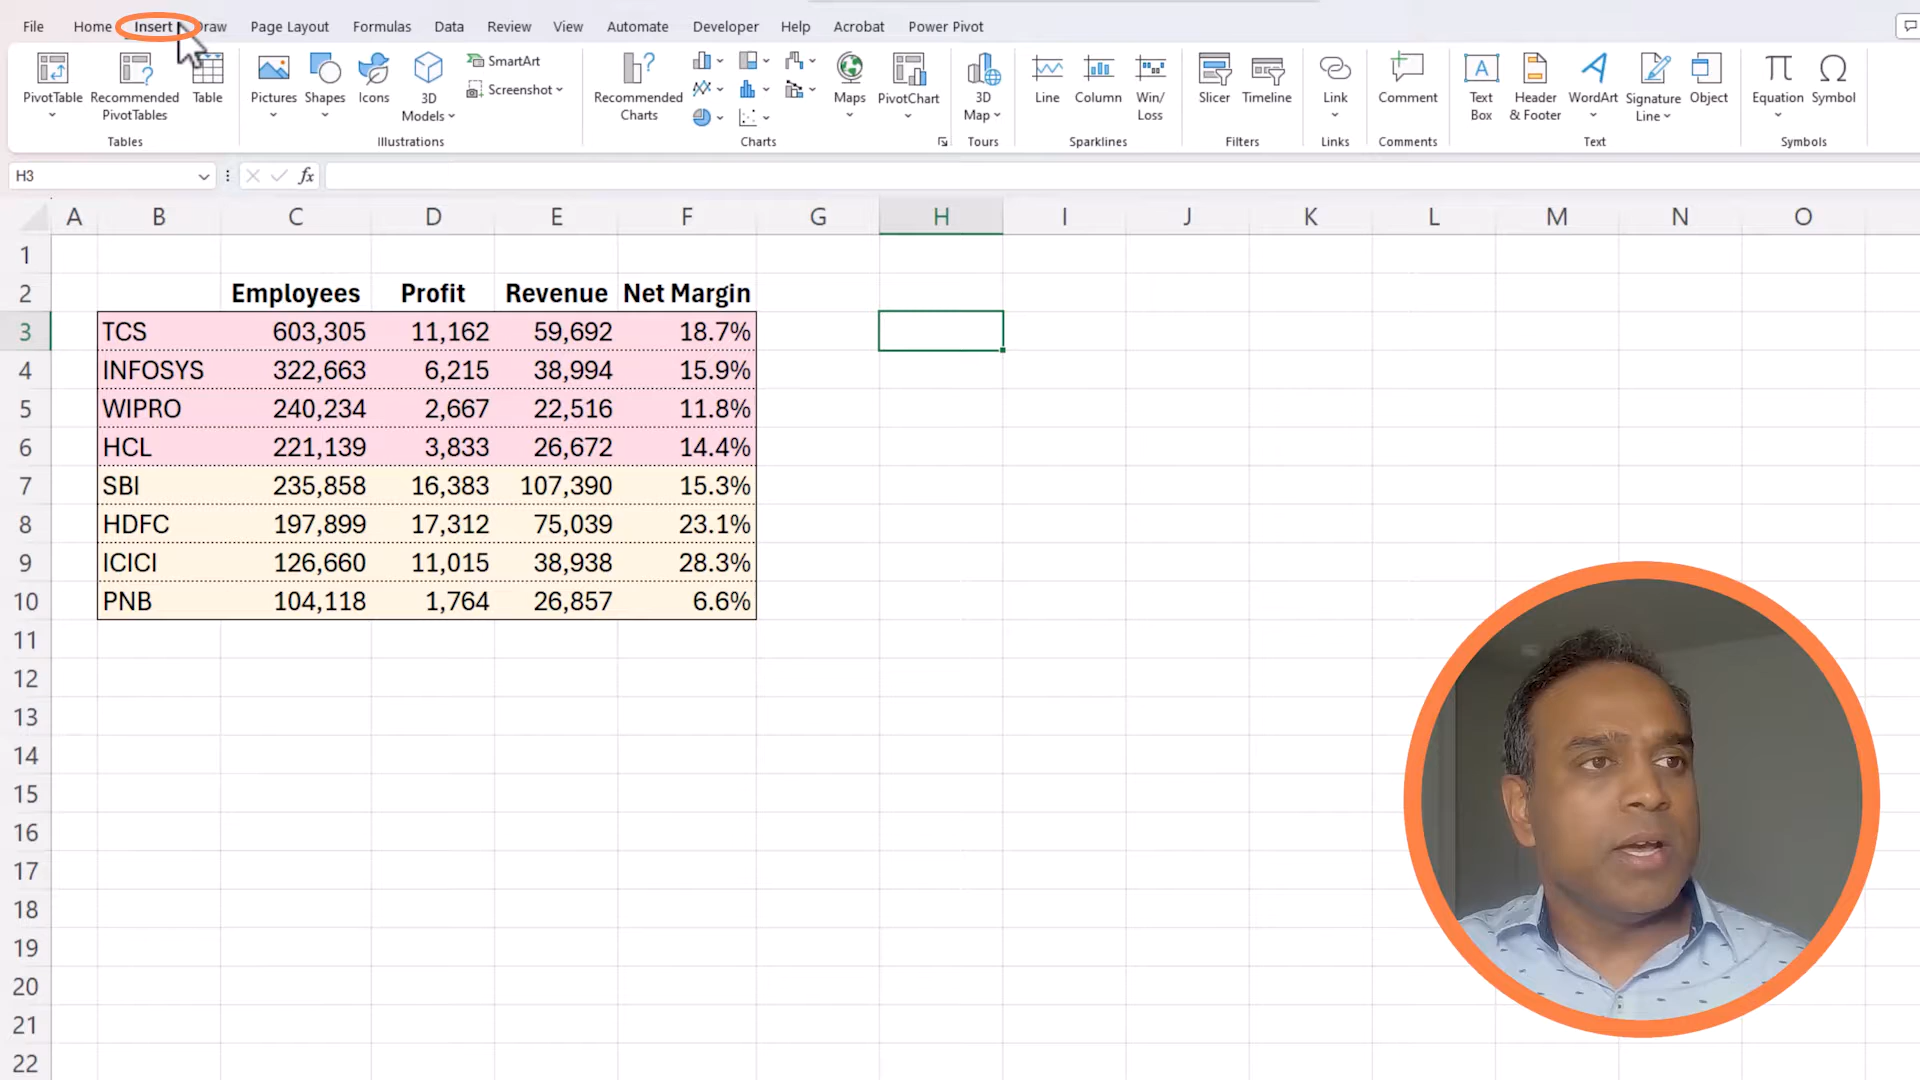 File Home Insert Draw Page Layout Formulas Data Review View Automate Developer Help Acrobat Power Pivot
PivotTable Recommended PivotTables Table
Tables
Pictures Shapes Icons 3D Models SmartArt Screenshot
Illustrations
Recommended Charts Maps PivotChart
Charts
3D Map
Tours
Line Column Win/Loss
Sparklines
Slicer Timeline
Filters
Link
Links
Comment
Comments
Text Box Header & Footer WordArt Signature Line Object
Text
Equation Symbol
Symbols
H3 fx
A B C D E F G H I J K L M N O
1
2 Employees Profit Revenue Net Margin
3 TCS 603,305 11,162 59,692 18.7%
4 INFOSYS 322,663 6,215 38,994 15.9%
5 WIPRO 240,234 2,667 22,516 11.8%
6 HCL 221,139 3,833 26,672 14.4%
7 SBI 235,858 16,383 107,390 15.3%
8 HDFC 197,899 17,312 75,039 23.1%
9 ICICI 126,660 11,015 38,938 28.3%
10 PNB 104,118 1,764 26,857 6.6%
11
12
13
14
15
16
17
18
19
20
21
22